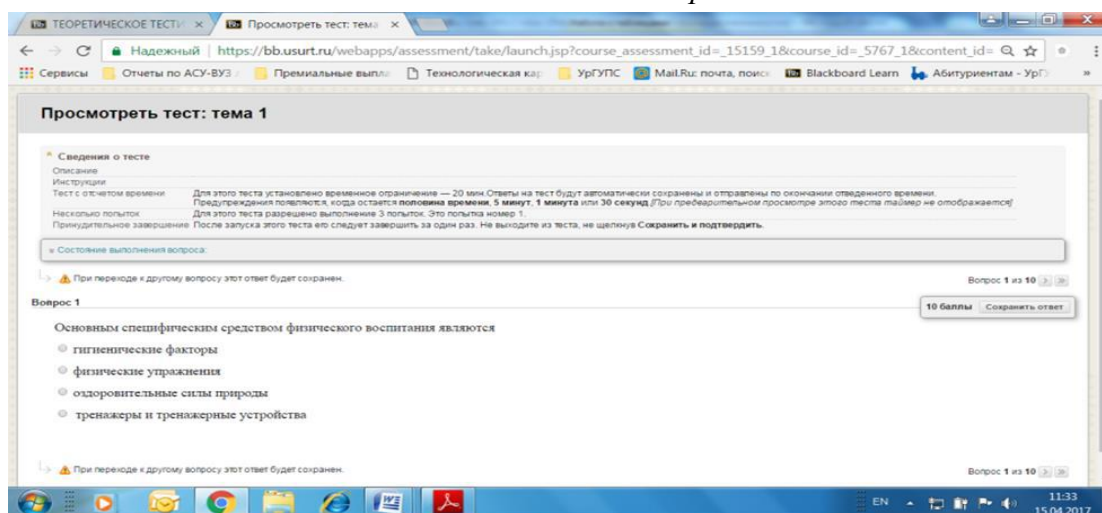 ТЕОРЕТИЧЕСКОЕ ТЕСТИ
Просмотреть тест: тема
Надежный
https://bb.usurt.ru/webapps/assessment/take/launch.jsp?course_assessment_id=_15159_1&course_id=_5767_1&content_id=
Сервисы
Отчеты по АСУ-ВУЗ
Премиальные выпла
Технологическая кар
УрГУПС
Mail.Ru: почта, поиск
Blackboard Learn
Абитуриентам - УрГ
Просмотреть тест: тема 1
Сведения о тесте
Описание
Инструкции
Тест с отсчетом времени
Для этого теста установлено временное ограничение — 20 мин.Ответы на тест будут автоматически сохранены и отправлены по окончании отведенного времени.
Предупреждения появляются, когда остается половина времени, 5 минут, 1 минута или 30 секунд.[При предварительном просмотре этого теста таймер не отображается]
Несколько попыток
Для этого теста разрешено выполнение 3 попыток. Это попытка номер 1.
Принудительное завершение
После запуска этого теста его следует завершить за один раз. Не выходите из теста, не щелкнув Сохранить и подтвердить.
Состояние выполнения вопроса:
При переходе к другому вопросу этот ответ будет сохранен.
Вопрос 1 из 10
Вопрос 1
10 баллы
Сохранить ответ
Основным специфическим средством физического воспитания являются
гигиенические факторы
физические упражнения
оздоровительные силы природы
тренажеры и тренажерные устройства
При переходе к другому вопросу этот ответ будет сохранен.
Вопрос 1 из 10
EN
11:33
15.04.2017